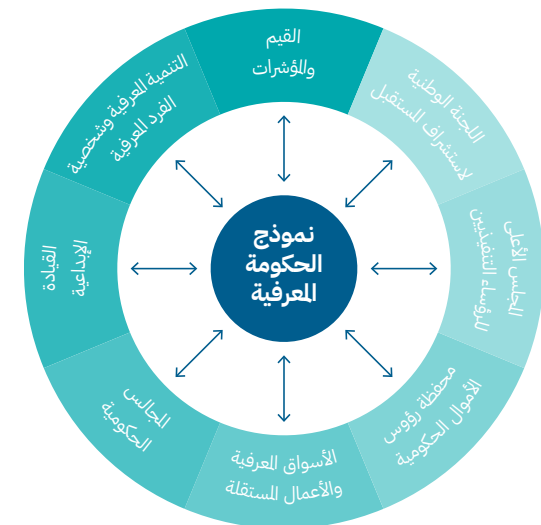 القيم
والمؤشرات
اللجنة الوطنية
لاستشراف المستقبل
المجلس الأعلى
للرؤساء التنفيذيين
محفظة رؤوس
الأموال الحكومية
الأسواق المعرفية
والأعمال المستقلة
المجالس
الحكومية
القيادة
الإبداعية
التنمية المعرفية وشخصية
الفرد المعرفية
نموذج
الحكومة
المعرفية